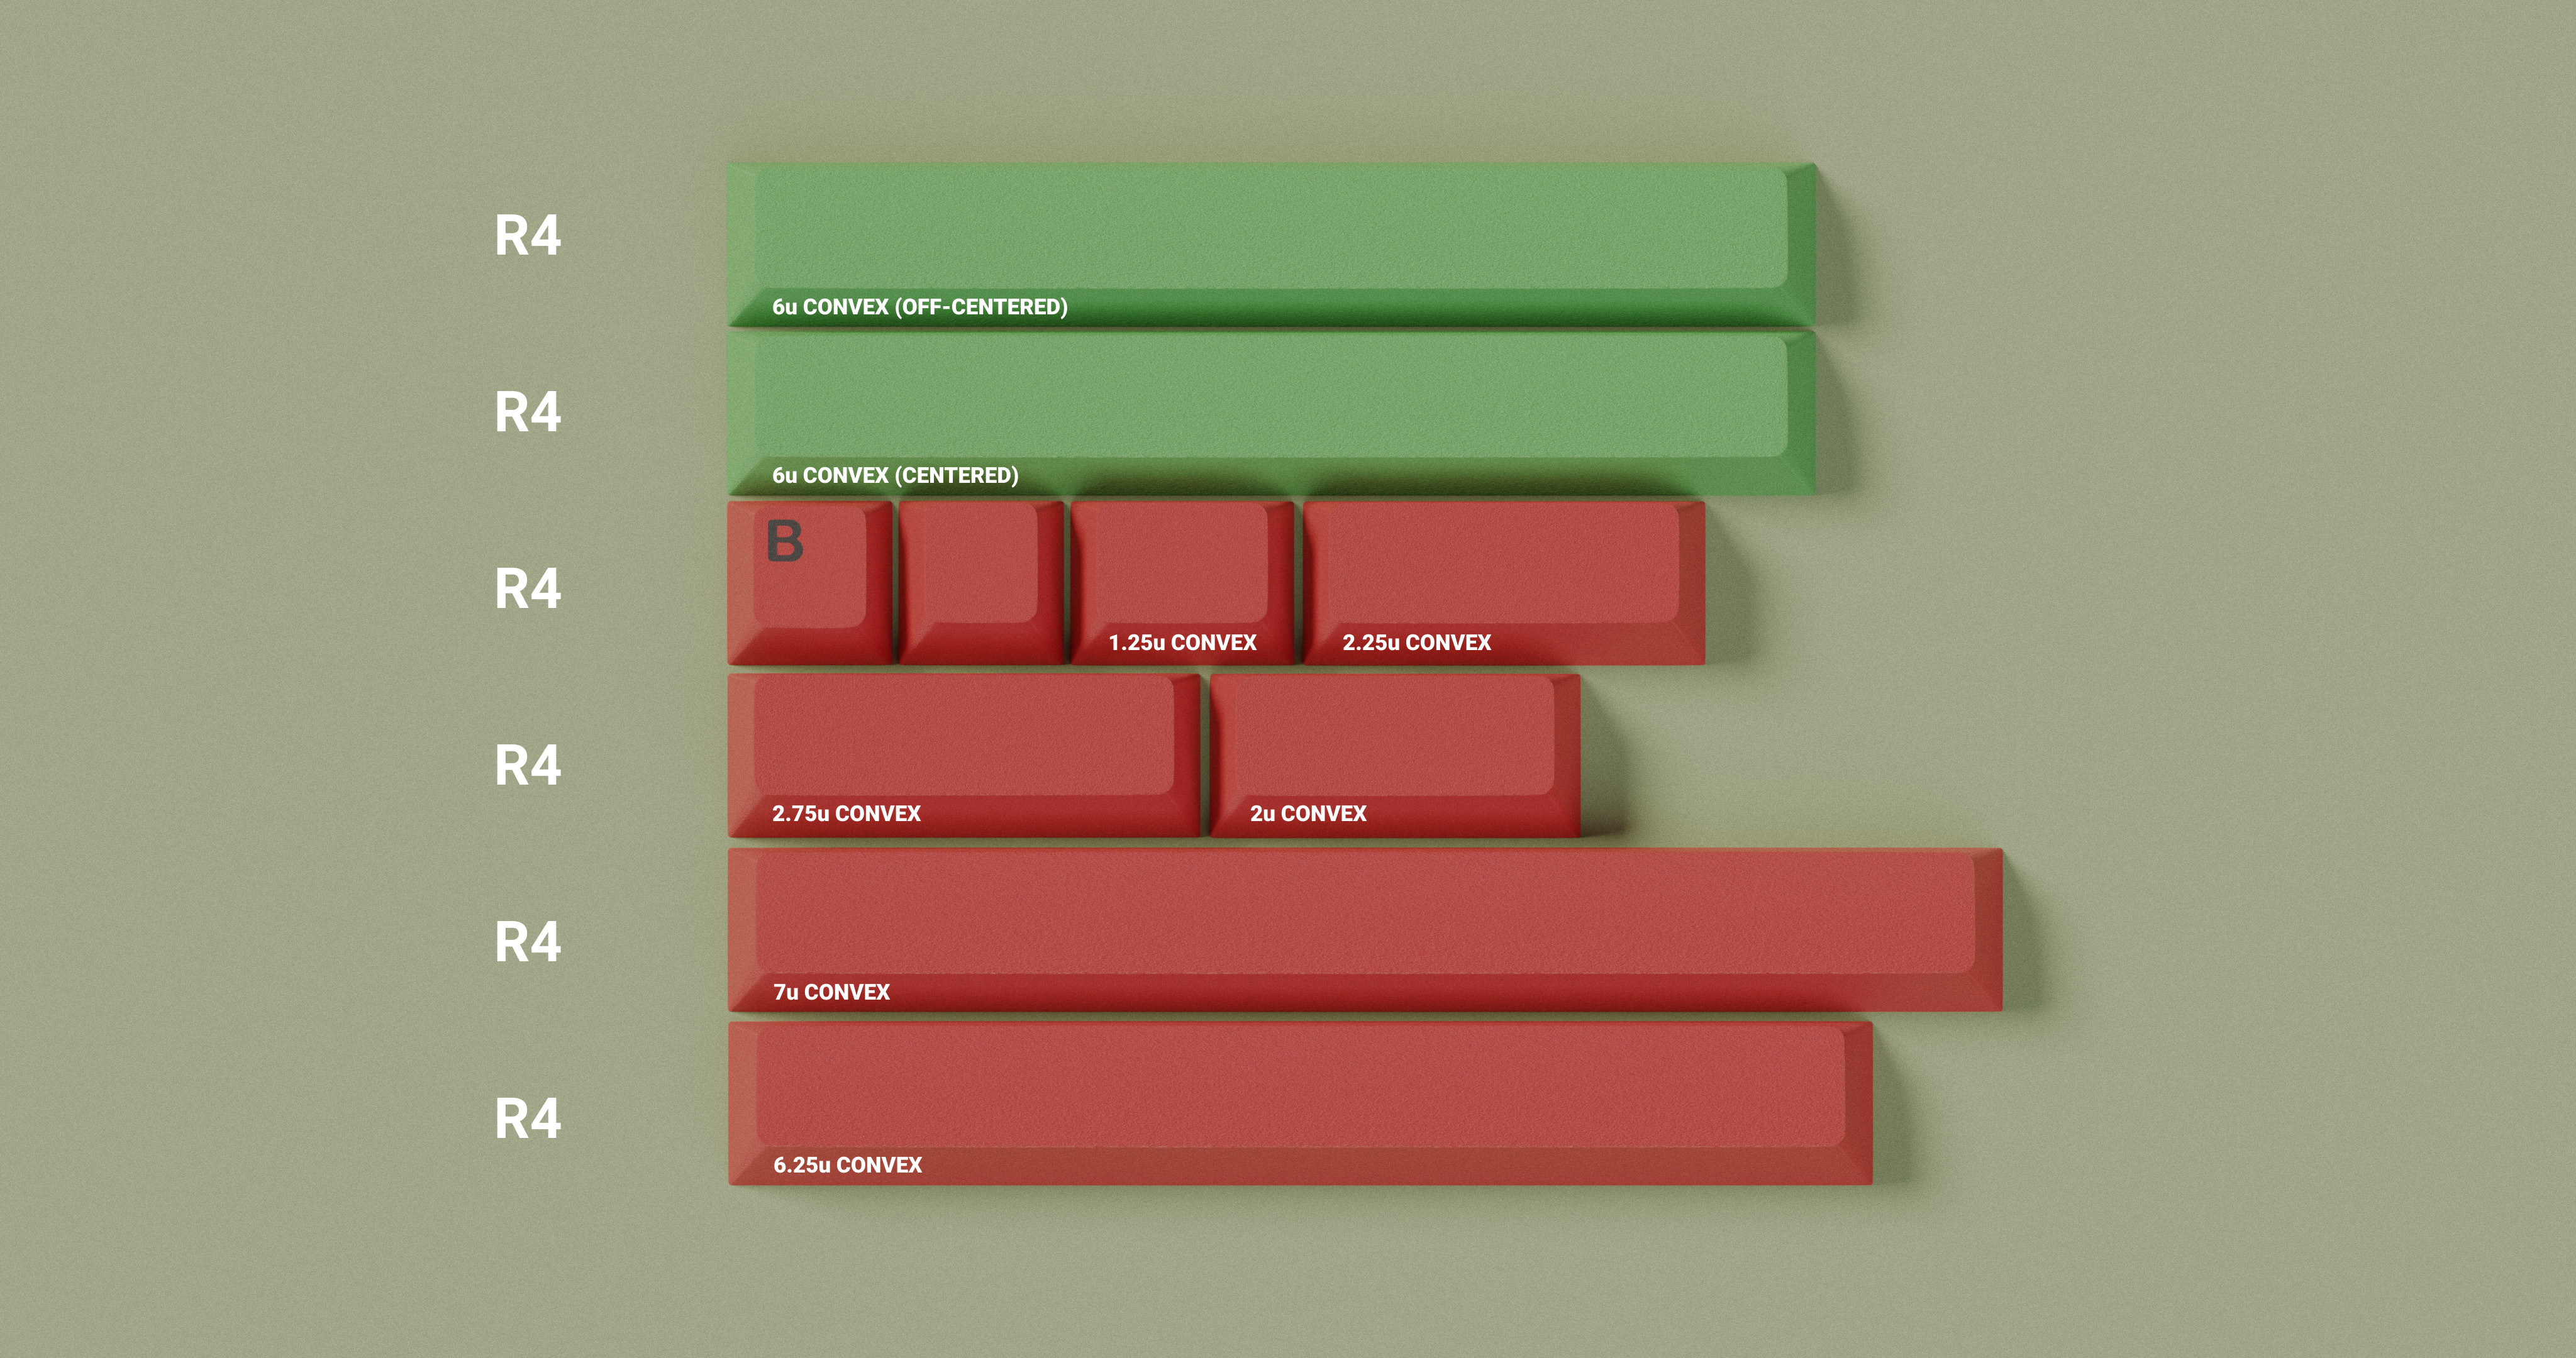 R4
6u CONVEX (OFF-CENTERED)
R4
6u CONVEX (CENTERED)
R4
B
1.25u CONVEX
2.25u CONVEX
R4
2.75u CONVEX
2u CONVEX
R4
7u CONVEX
R4
6.25u CONVEX